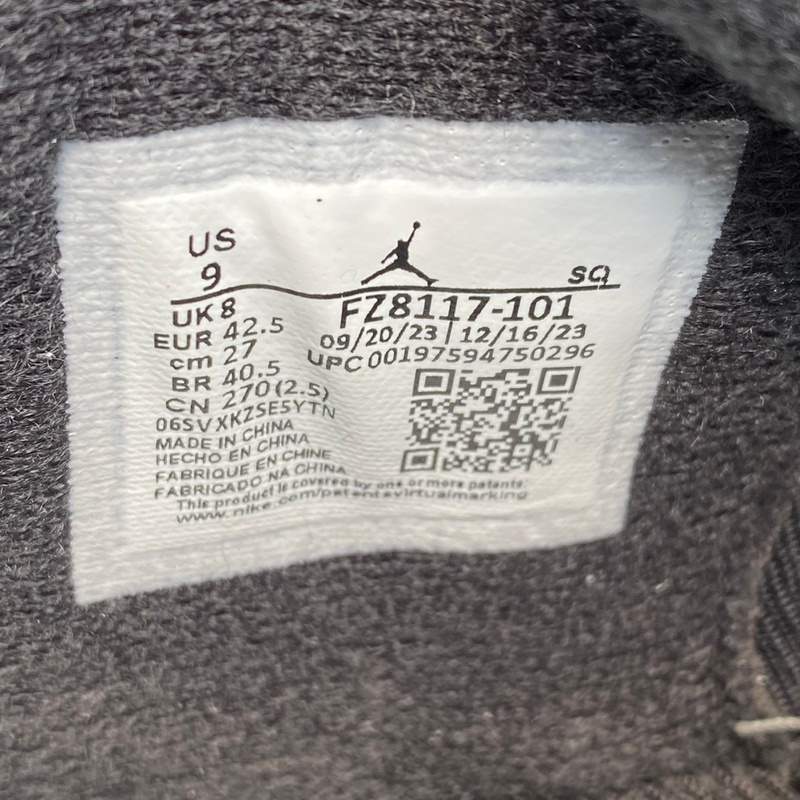 US
9
SQ
UK 8
FZ8117-101
EUR 42.5
09/20/23 | 12/16/23
cm 27
UPC 00197594750296
BR 40.5
CN 270 (2.5)
06SVXKZSE5YTN
MADE IN CHINA
HECHO EN CHINA
FABRIQUE EN CHINE
FABRICADO NA CHINA
This product is covered by one or more patents.
www.nike.com/patentsvirtualmarking